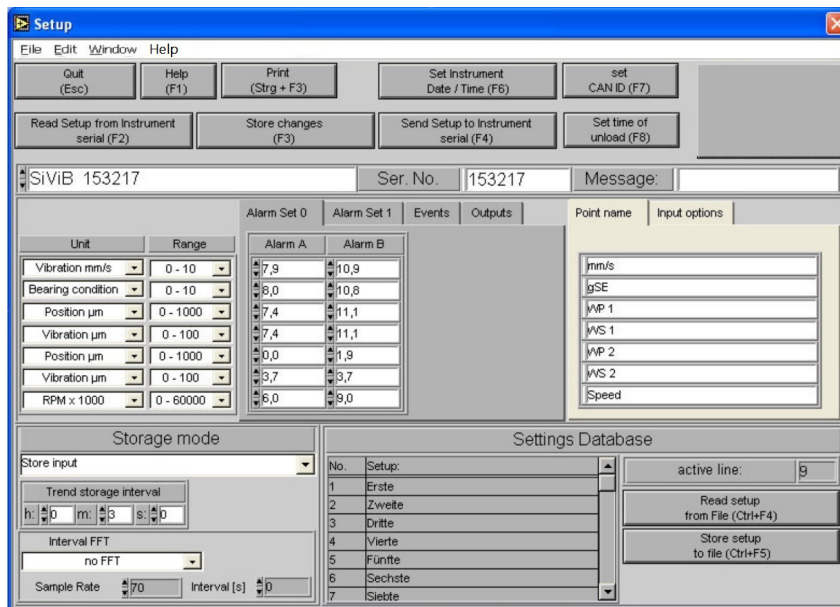 Setup
File Edit Window Help
Quit
(Esc)
Help
(F1)
Print
(Strg + F3)
Set Instrument
Date / Time (F6)
set
CAN ID (F7)
Read Setup from Instrument
serial (F2)
Store changes
(F3)
Send Setup to Instrument
serial (F4)
Set time of
unload (F8)
SiViB 153217
Ser. No.
153217
Message:
Alarm Set 0
Alarm Set 1
Events
Outputs
Point name
Input options
Unit
Range
Alarm A
Alarm B
Vibration mm/s 0 - 10 7,9 10,9 mm/s
Bearing condition 0 - 10 8,0 10,8 gSE
Position µm 0 - 1000 7,4 11,1 WP 1
Vibration µm 0 - 100 7,4 11,1 WS 1
Position µm 0 - 1000 0,0 1,9 WP 2
Vibration µm 0 - 100 3,7 3,7 WS 2
RPM x 1000 0 - 60000 6,0 9,0 Speed
Storage mode
Store input
Trend storage interval
h: 0 m: 3 s: 0
Interval FFT
no FFT
Sample Rate 70 Interval [s] 0
Settings Database
No. Setup:
1 Erste
2 Zweite
3 Dritte
4 Vierte
5 Fünfte
6 Sechste
7 Siebte
active line: 9
Read setup
from File (Ctrl+F4)
Store setup
to file (Ctrl+F5)